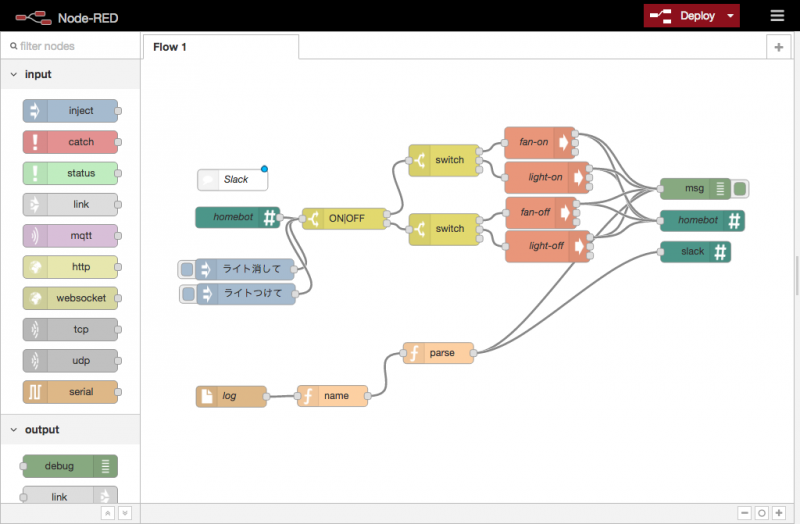 Node-RED
Deploy
filter nodes
Flow 1
input
inject
catch
status
link
mqtt
http
websocket
tcp
udp
serial
output
debug
link
Slack
homebot
ON|OFF
ライト消して
ライトつけて
switch
switch
fan-on
light-on
fan-off
light-off
msg
homebot
slack
parse
log
name